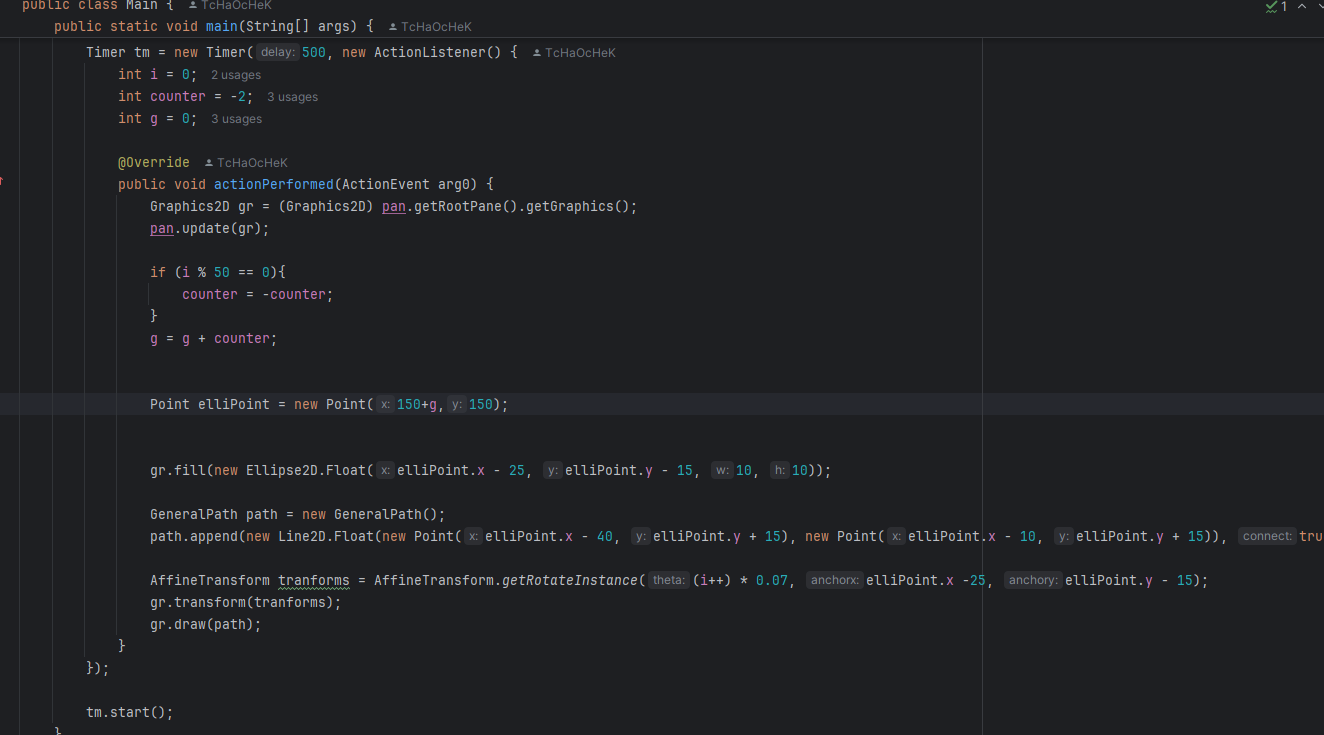 public class Main { TcHaOcHeK
public static void main(String[] args) { TcHaOcHeK
1
Timer tm = new Timer( delay: 500, new ActionListener() { TcHaOcHeK
int i = 0; 2 usages
int counter = -2; 3 usages
int g = 0; 3 usages
@Override TcHaOcHeK
public void actionPerformed(ActionEvent arg0) {
Graphics2D gr = (Graphics2D) pan.getRootPane().getGraphics();
pan.update(gr);
if (i % 50 == 0){
counter = -counter;
}
g = g + counter;
Point elliPoint = new Point( x: 150+g, y: 150);
gr.fill(new Ellipse2D.Float( x: elliPoint.x - 25, y: elliPoint.y - 15, w: 10, h: 10));
GeneralPath path = new GeneralPath();
path.append(new Line2D.Float(new Point( x: elliPoint.x - 40, y: elliPoint.y + 15), new Point( x: elliPoint.x - 10, y: elliPoint.y + 15)), connect: tru
AffineTransform tranforms = AffineTransform.getRotateInstance( theta: (i++) * 0.07, anchorx: elliPoint.x -25, anchory: elliPoint.y - 15);
gr.transform(tranforms);
gr.draw(path);
}
});
tm.start();
}